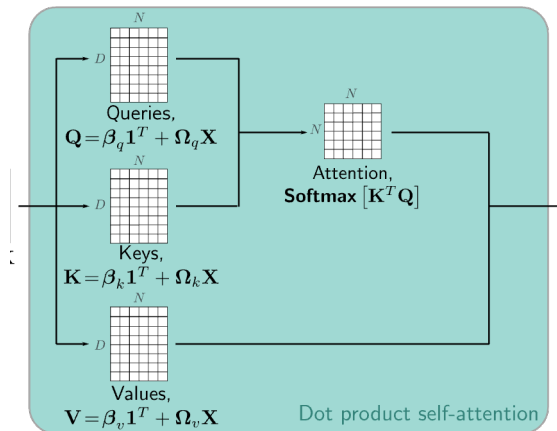 N
D
Queries,
Q=β_q 1^T + Ω_q X
N
D
Keys,
K=β_k 1^T + Ω_k X
N
N
Attention,
Softmax [K^T Q]
N
D
Values,
V=β_v 1^T + Ω_v X
Dot product self-attention